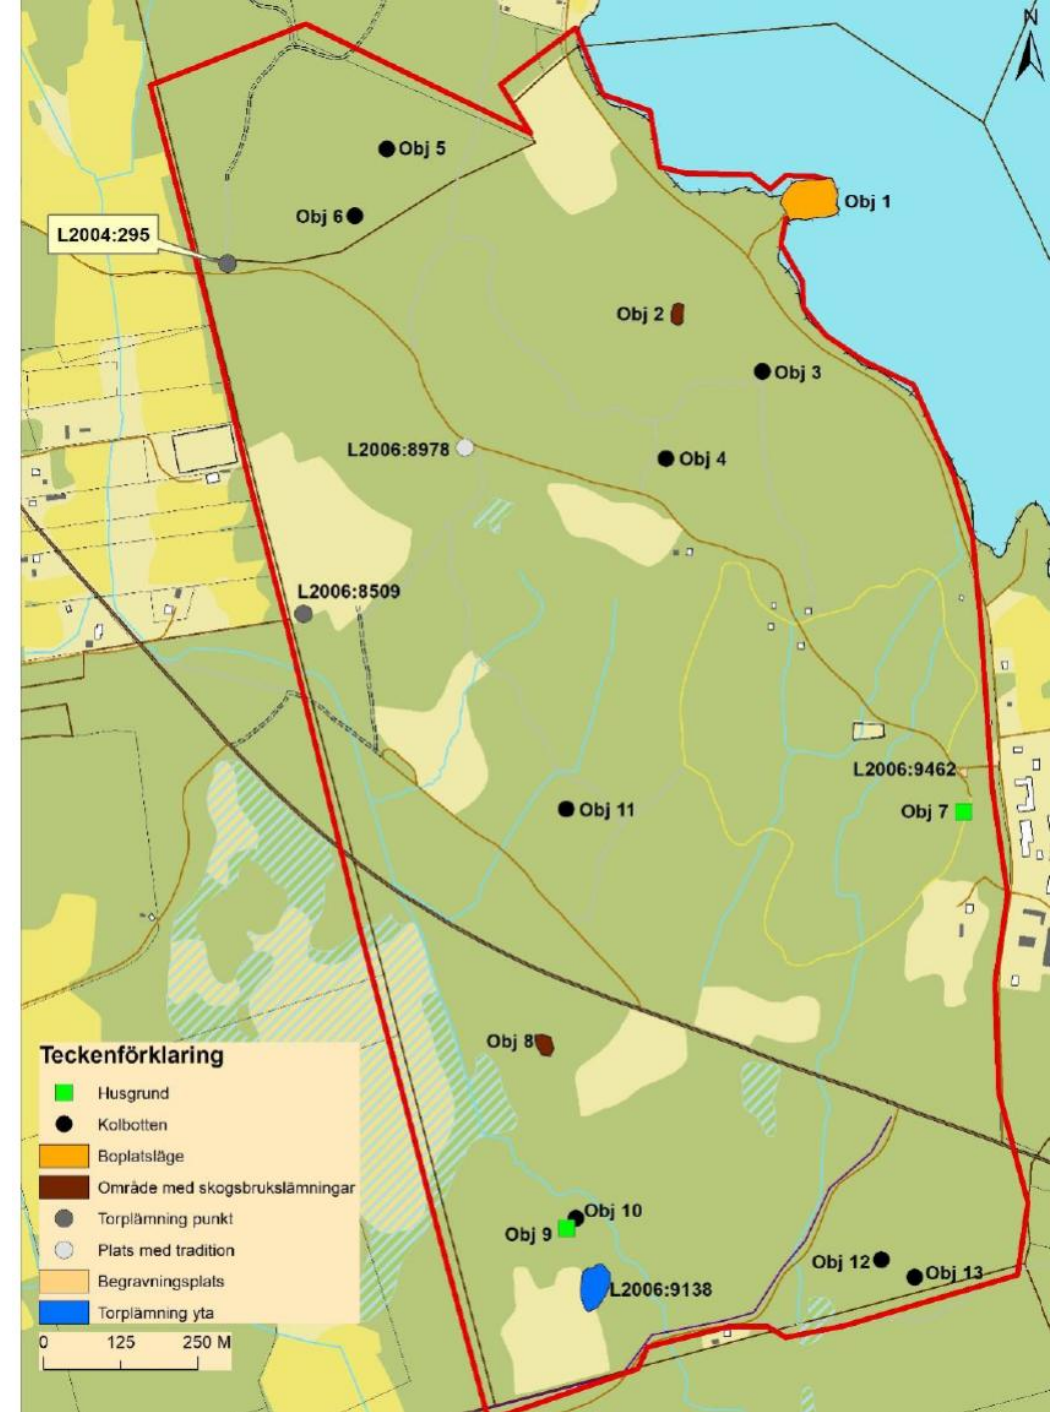 N
Obj 5
Obj 1
Obj 6
L2004:295
Obj 2
Obj 3
L2006:8978
Obj 4
L2006:8509
L2006:9462
Obj 11
Obj 7
Obj 8
Teckenförklaring
Husgrund
Kolbotten
Boplatsläge
Område med skogsbrukslämningar
Torplämning punkt
Plats med tradition
Begravningsplats
Torplämning yta
0 125 250 M
Obj 10
Obj 9
Obj 12
Obj 13
L2006:9138